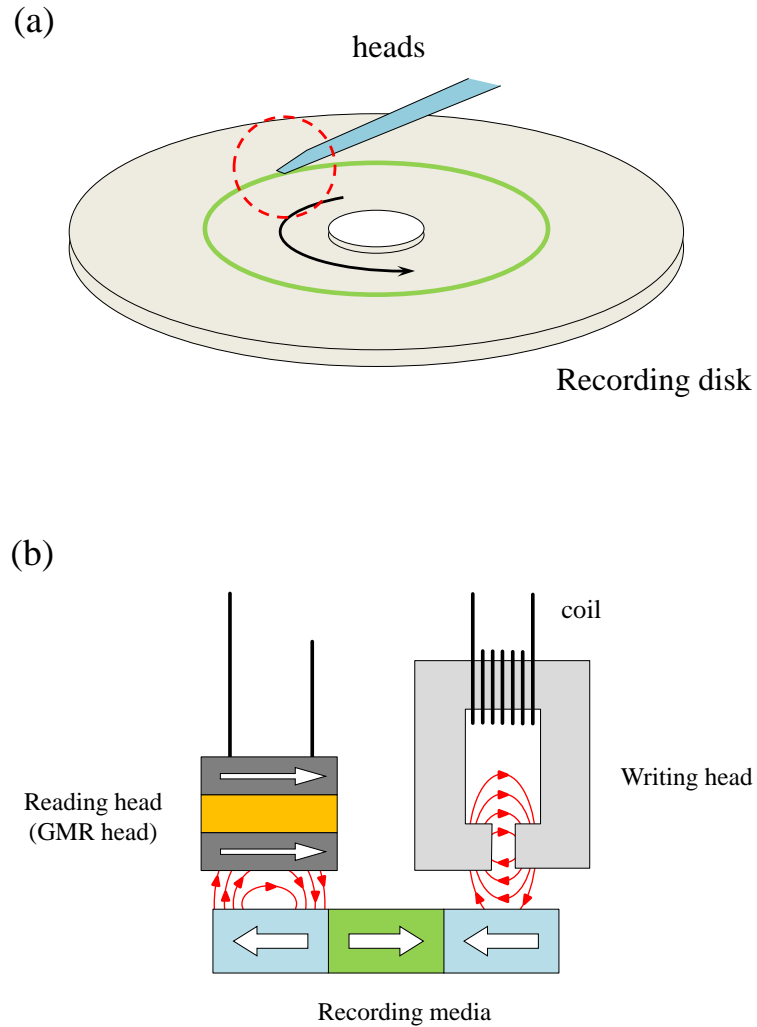 (a)
heads
Recording disk
(b)
coil
Writing head
Reading head
(GMR head)
Recording media